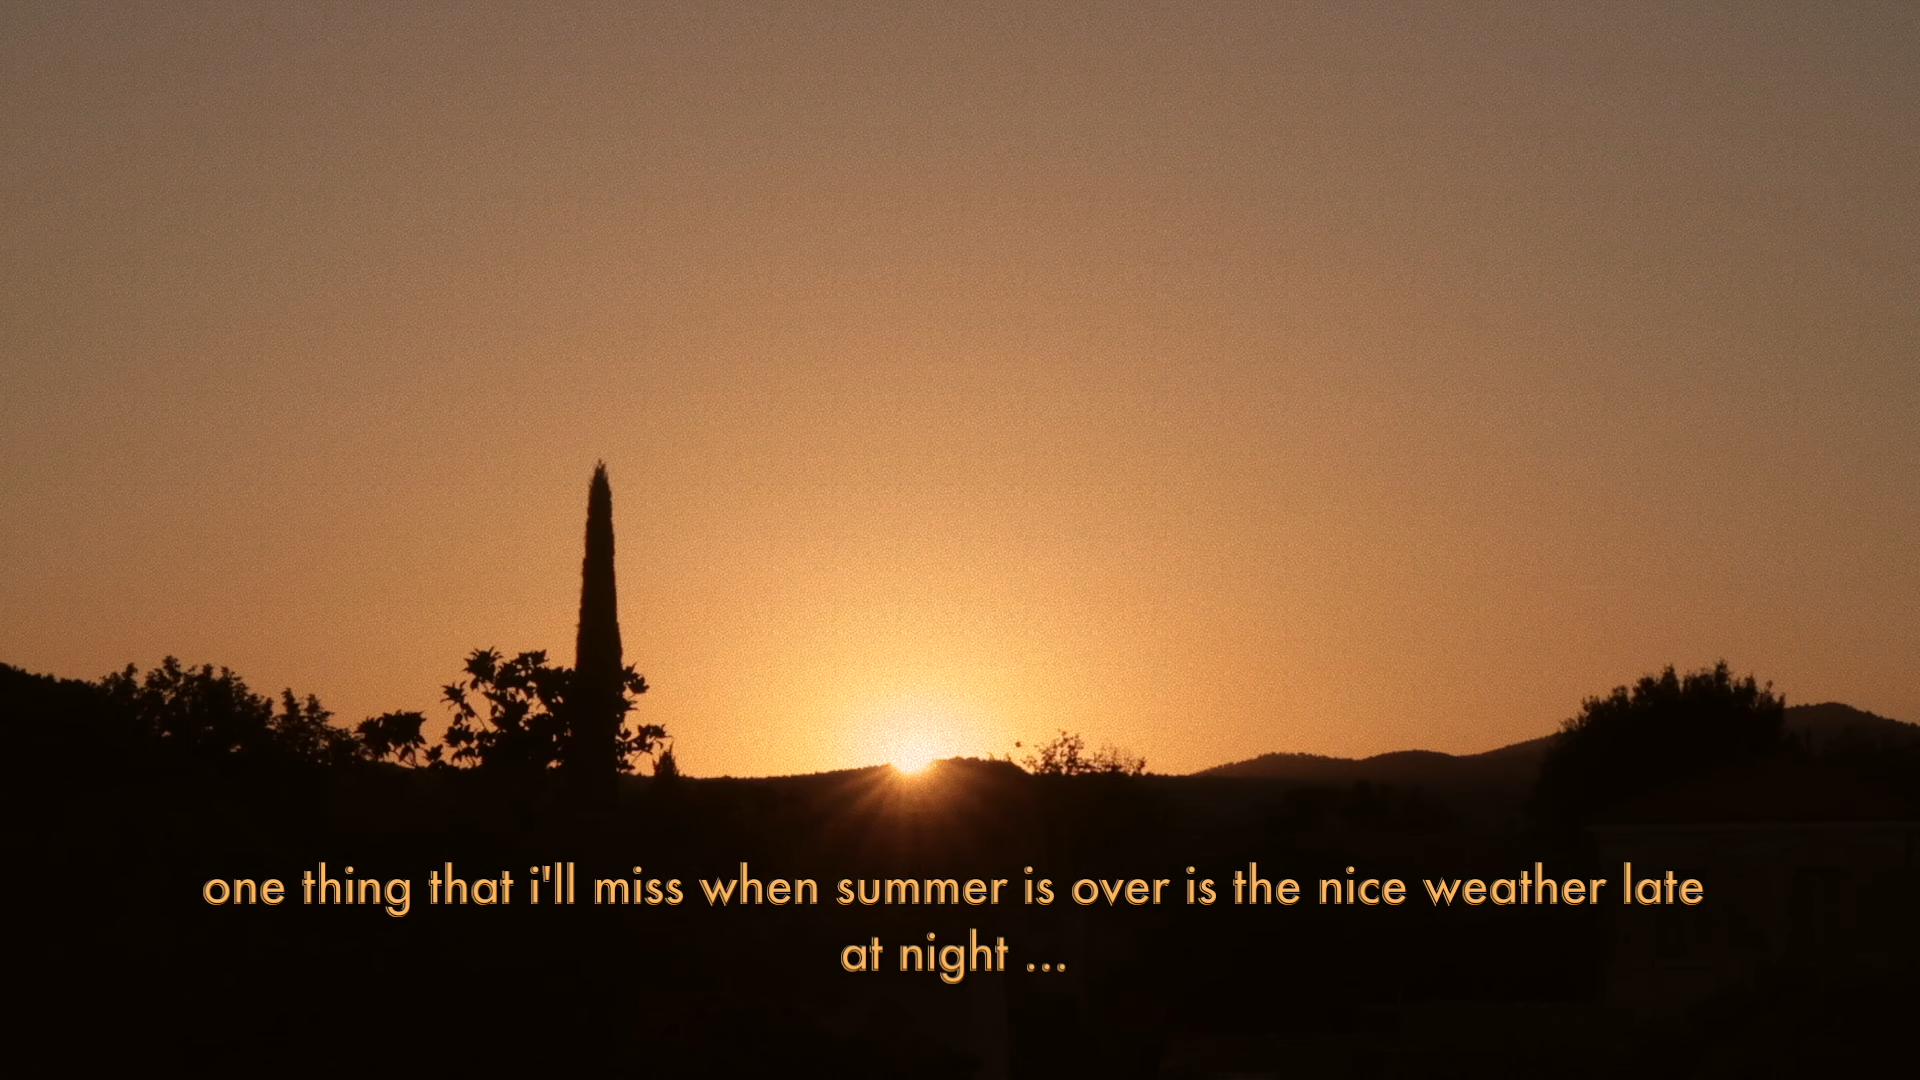 one thing that i'll miss when summer is over is the nice weather late
at night ...